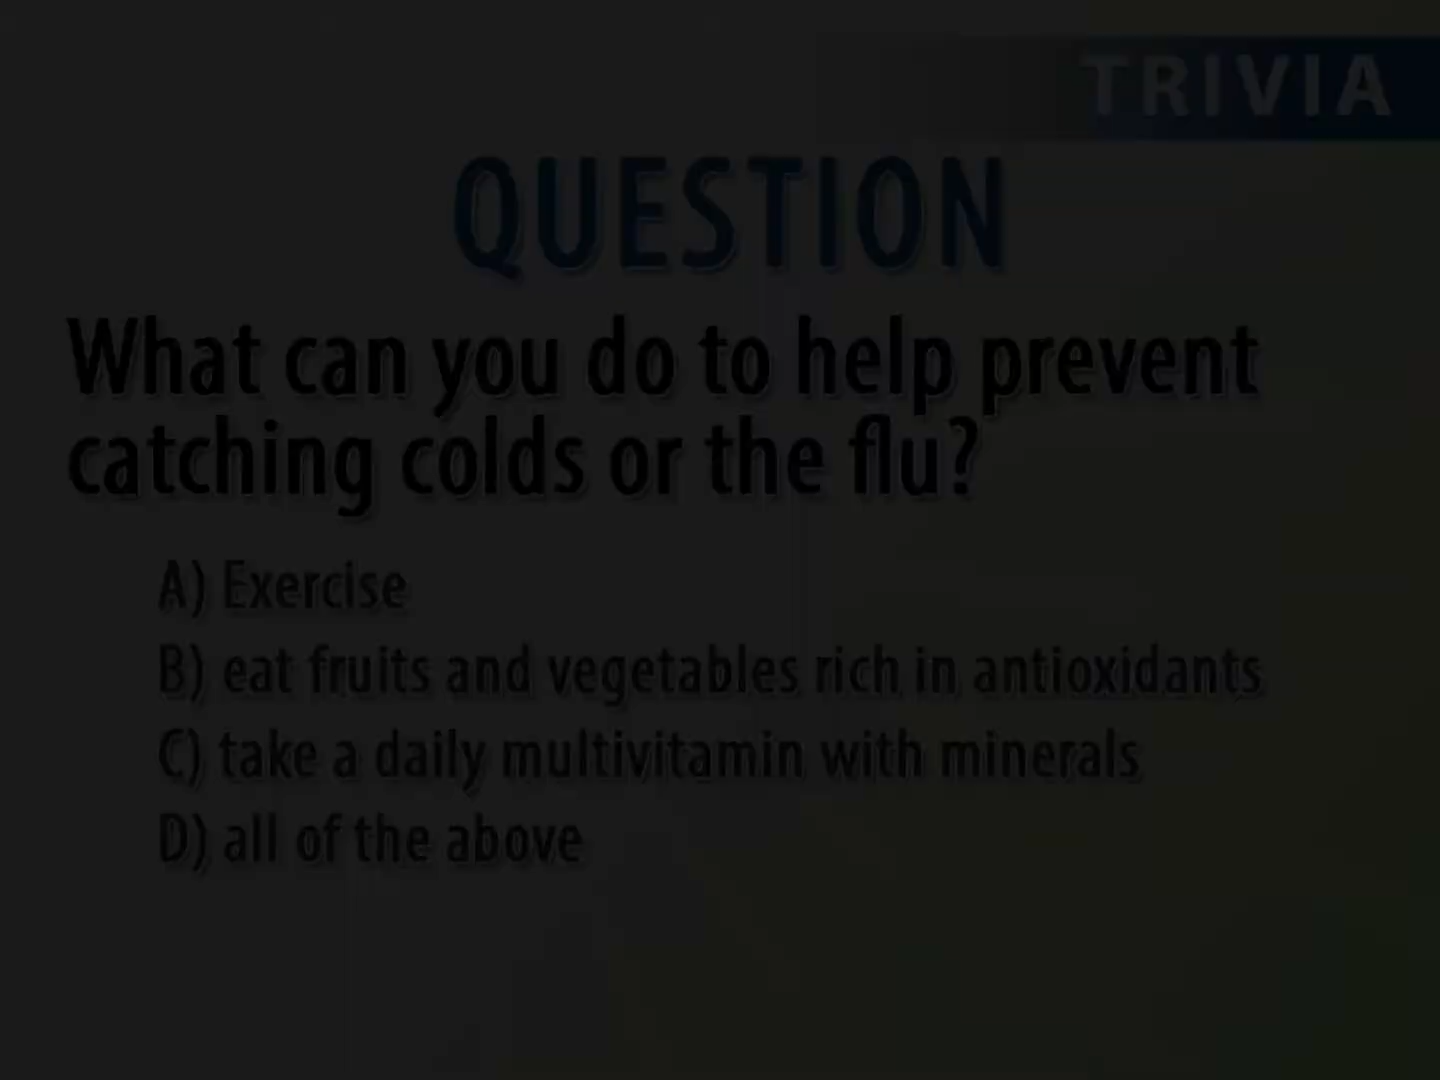 TRIVIA
QUESTION
What can you do to help prevent
catching colds or the flu?
A) Exercise
B) eat fruits and vegetables rich in antioxidants
C) take a daily multivitamin with minerals
D) all of the above